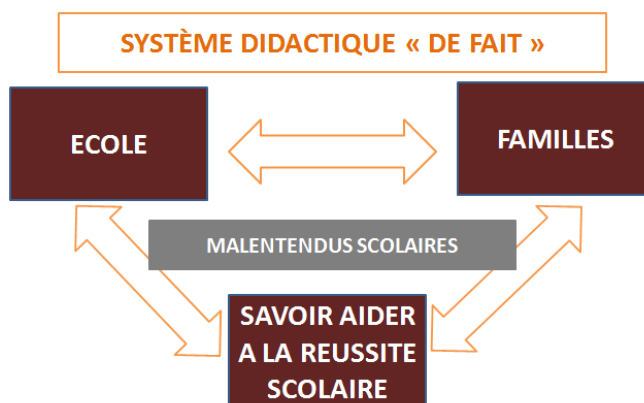 SYSTÈME DIDACTIQUE « DE FAIT »
ECOLE
FAMILLES
MALENTENDUS SCOLAIRES
SAVOIR AIDER
A LA REUSSITE
SCOLAIRE